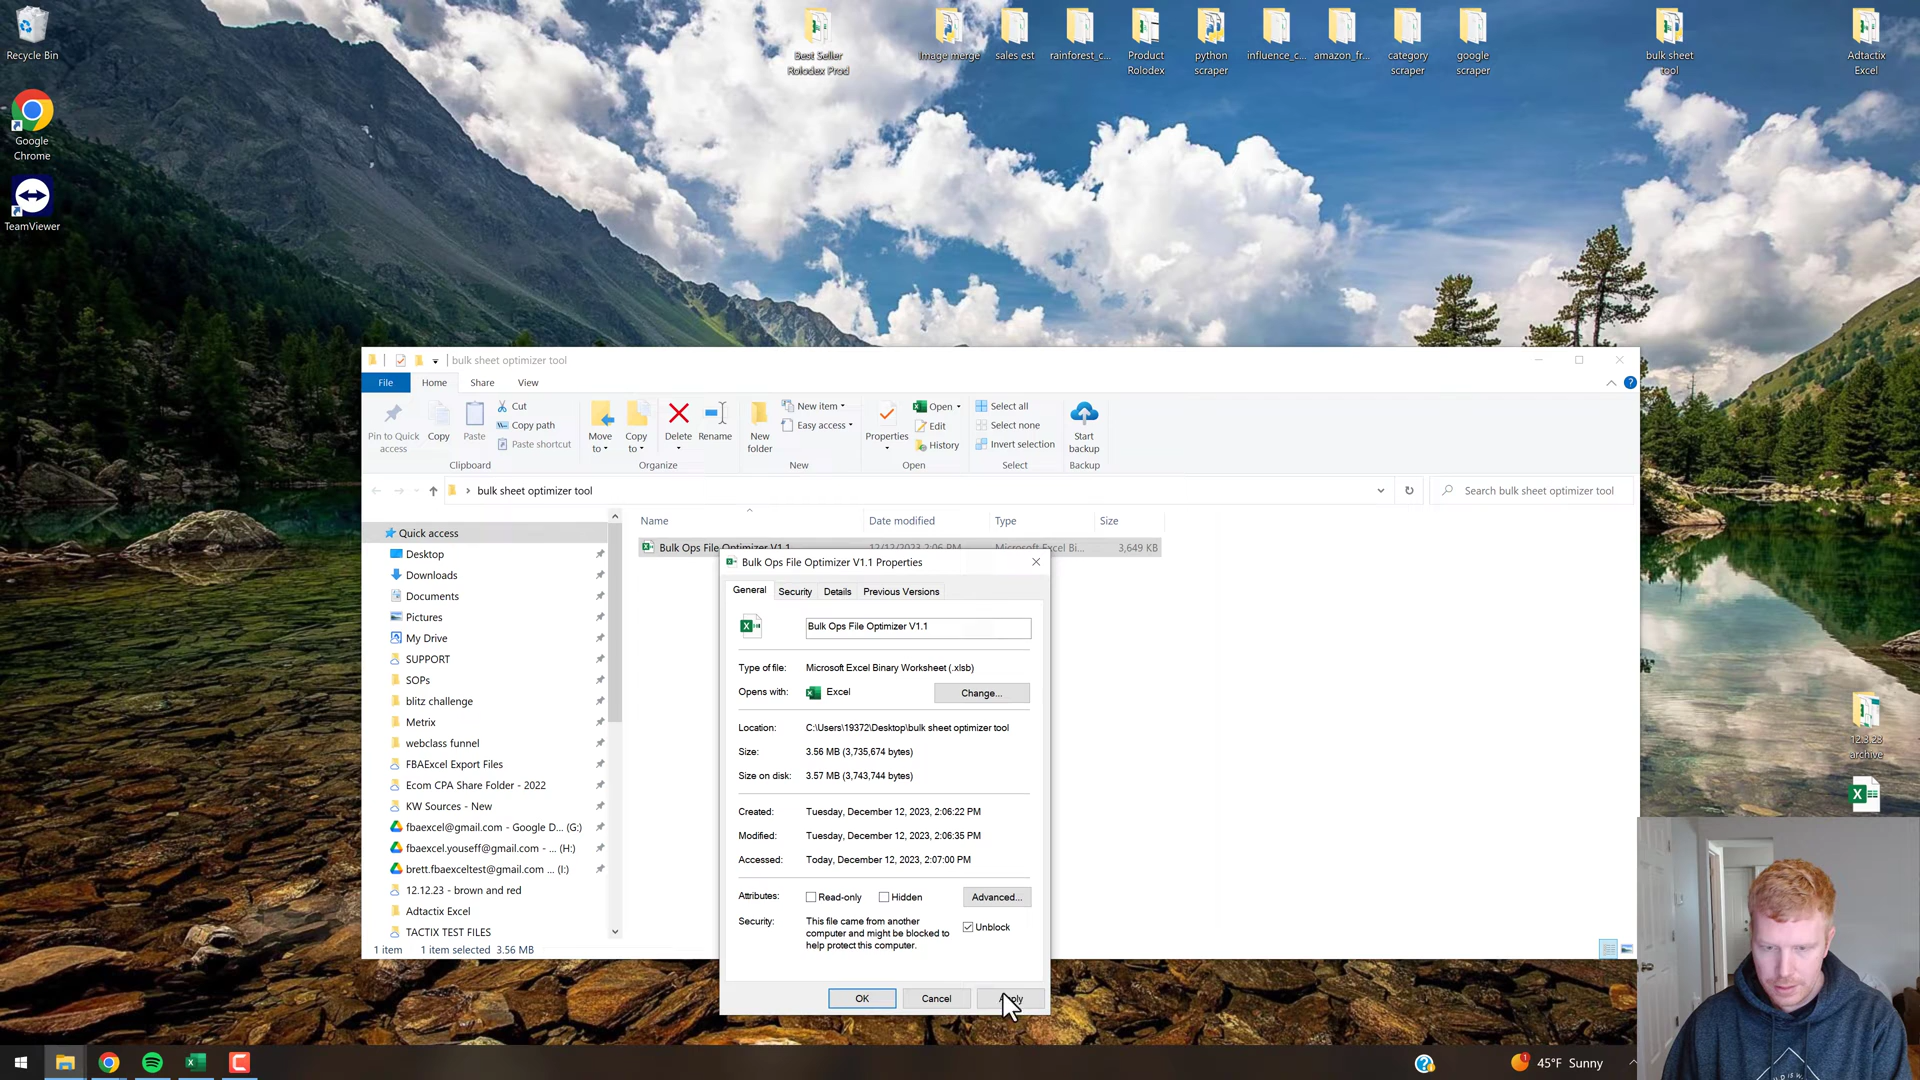 Recycle Bin
Google
Chrome
TeamViewer
Best Seller
Rolodex Prod
Image merge
sales est
rainforest_c...
Product
Rolodex
python
scraper
influence_c...
amazon_fr...
category
scraper
google
scraper
bulk sheet
tool
Adtactix
Excel
bulk sheet optimizer tool
File
Home
Share
View
Pin to Quick
access
Copy
Paste
Cut
Copy path
Paste shortcut
Clipboard
Move
to
Copy
to
Delete
Rename
Organize
New
folder
New item
Easy access
New
Properties
Open
Edit
History
Open
Select all
Select none
Invert selection
Select
Start
backup
Backup
bulk sheet optimizer tool
Search bulk sheet optimizer tool
Quick access
Desktop
Downloads
Documents
Pictures
My Drive
SUPPORT
SOPs
blitz challenge
Metrix
webclass funnel
FBAExcel Export Files
Ecom CPA Share Folder - 2022
KW Sources - New
fbaexcel@gmail.com - Google D... (G:)
fbaexcel.youseff@gmail.com - ... (H:)
brett.fbaexceltest@gmail.com ... (I:)
12.12.23 - brown and red
Adtactix Excel
TACTIX TEST FILES
1 item 1 item selected 3.56 MB
Name Date modified Type Size
Bulk Ops File Optimizer V1.1 12/12/2023 2:06 PM Microsoft Excel Bi... 3,649 KB
Bulk Ops File Optimizer V1.1 Properties
General Security Details Previous Versions
Bulk Ops File Optimizer V1.1
Type of file: Microsoft Excel Binary Worksheet (.xlsb)
Opens with: Excel Change...
Location: C:\Users\19372\Desktop\bulk sheet optimizer tool
Size: 3.56 MB (3,735,674 bytes)
Size on disk: 3.57 MB (3,743,744 bytes)
Created: Tuesday, December 12, 2023, 2:06:22 PM
Modified: Tuesday, December 12, 2023, 2:06:35 PM
Accessed: Today, December 12, 2023, 2:07:00 PM
Attributes: Read-only Hidden Advanced...
Security: This file came from another
computer and might be blocked to
help protect this computer.
Unblock
OK Cancel Apply
12.3.23
archive
45°F Sunny